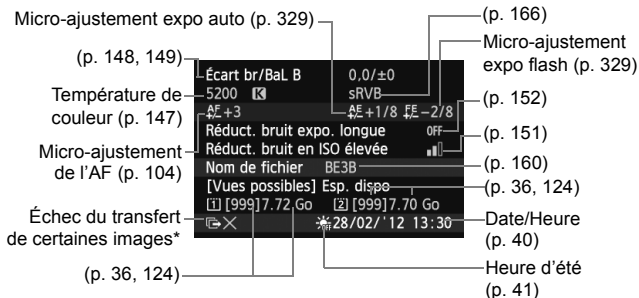 Micro-ajustement expo auto (p. 329)
(p. 166)
Micro-ajustement
expo flash (p. 329)
(p. 148, 149)
Température de
couleur (p. 147)
Micro-ajustement
de l'AF (p. 104)
Échec du transfert
de certaines images*
(p. 36, 124)
Écart br/BaL B 0,0/±0
5200 K sRVB
AF +3 AE +1/8 FE −2/8
Réduct. bruit expo. longue OFF
Réduct. bruit en ISO élevée
Nom de fichier BE3B
[Vues possibles] Esp. dispo
1 [999]7.72 Go 2 [999]7.70 Go
OFF 28/02/'12 13:30
(p. 152)
(p. 151)
(p. 160)
(p. 36, 124)
Date/Heure
(p. 40)
Heure d'été
(p. 41)